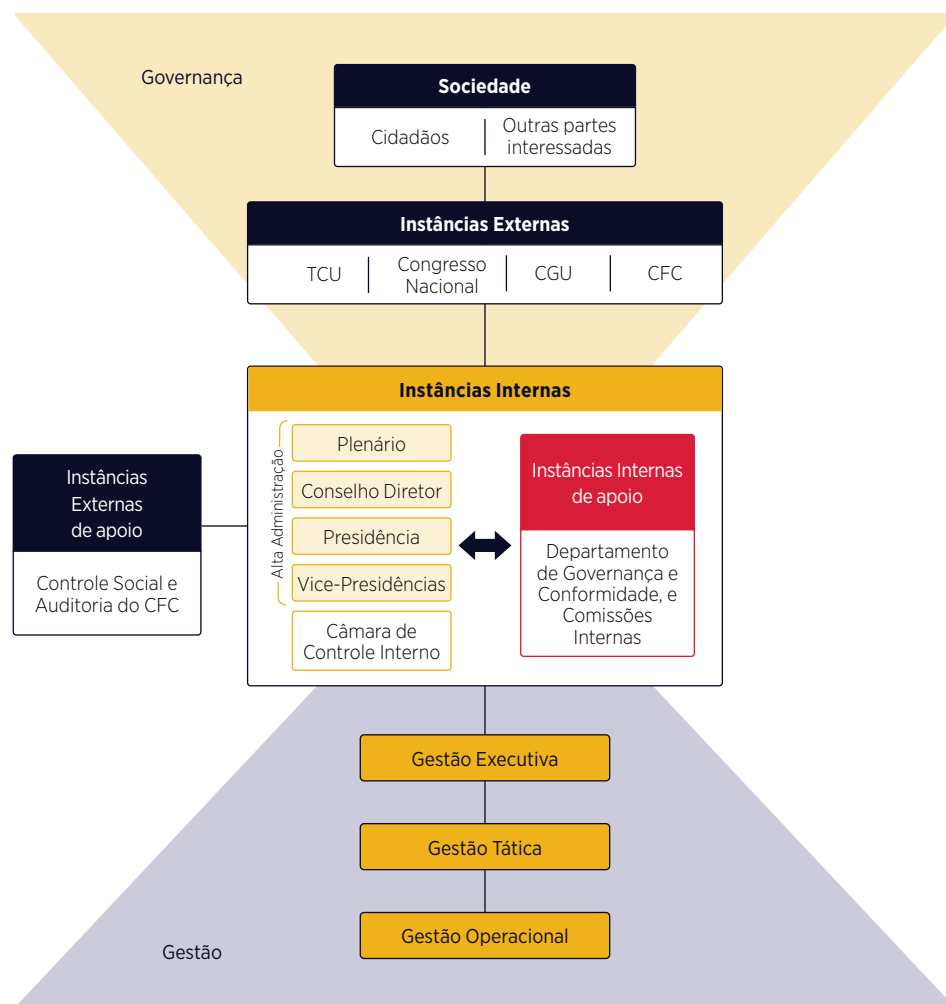 Governança
Sociedade
Cidadãos
Outras partes
interessadas
Instâncias Externas
TCU
Congresso
Nacional
CGU
CFC
Instâncias Internas
Alta Administração
Plenário
Conselho Diretor
Presidência
Vice-Presidências
Câmara de
Controle Interno
Instâncias Internas
de apoio
Departamento
de Governança e
Conformidade, e
Comissões
Internas
Instâncias
Externas
de apoio
Controle Social e
Auditoria do CFC
Gestão Executiva
Gestão Tática
Gestão Operacional
Gestão